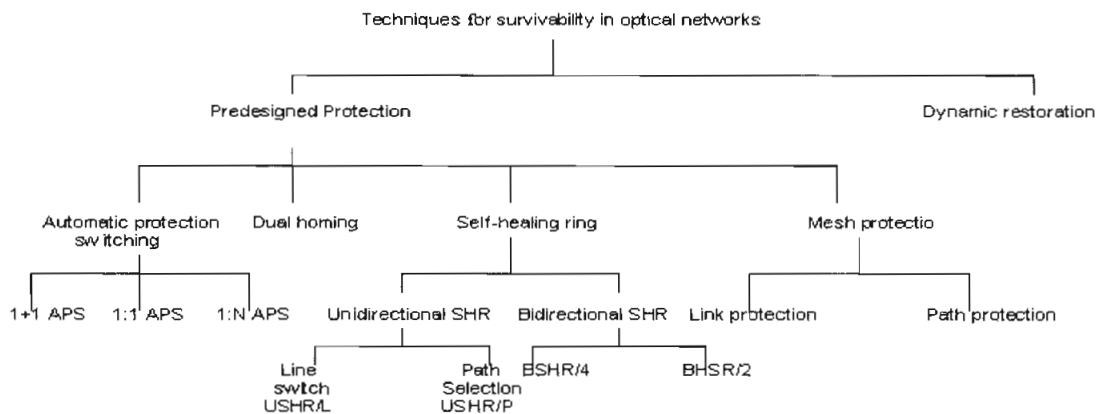 Techniques for survivability in optical networks
Predesigned Protection
Dynamic restoration
Automatic protection
switching
Dual homing
Self-healing ring
Mesh protectio
1+1 APS
1:1 APS
1:N APS
Unidirectional SHR
Bidirectional SHR
Link protection
Path protection
Line
switch
USHR/L
Path
Selection
USHR/P
BSHR/4
BHSR/2